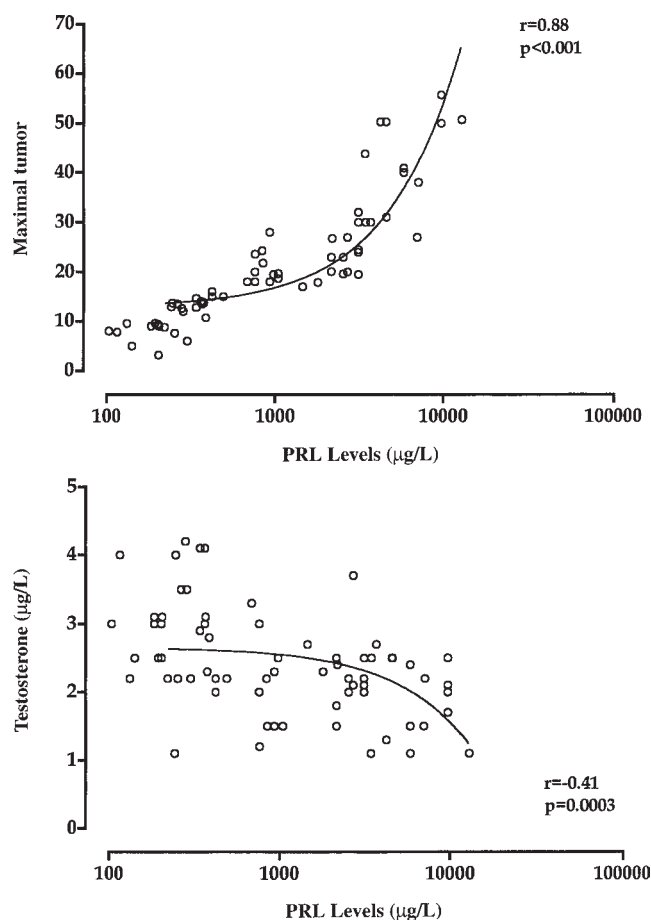 70
r=0.88
p<0.001
60
50
40
30
20
10
0
Maximal tumor
100 1000 10000 100000
PRL Levels (μg/L)
5
4
3
2
1
0
Testosterone (μg/L)
r=-0.41
p=0.0003
100 1000 10000 100000
PRL Levels (μg/L)